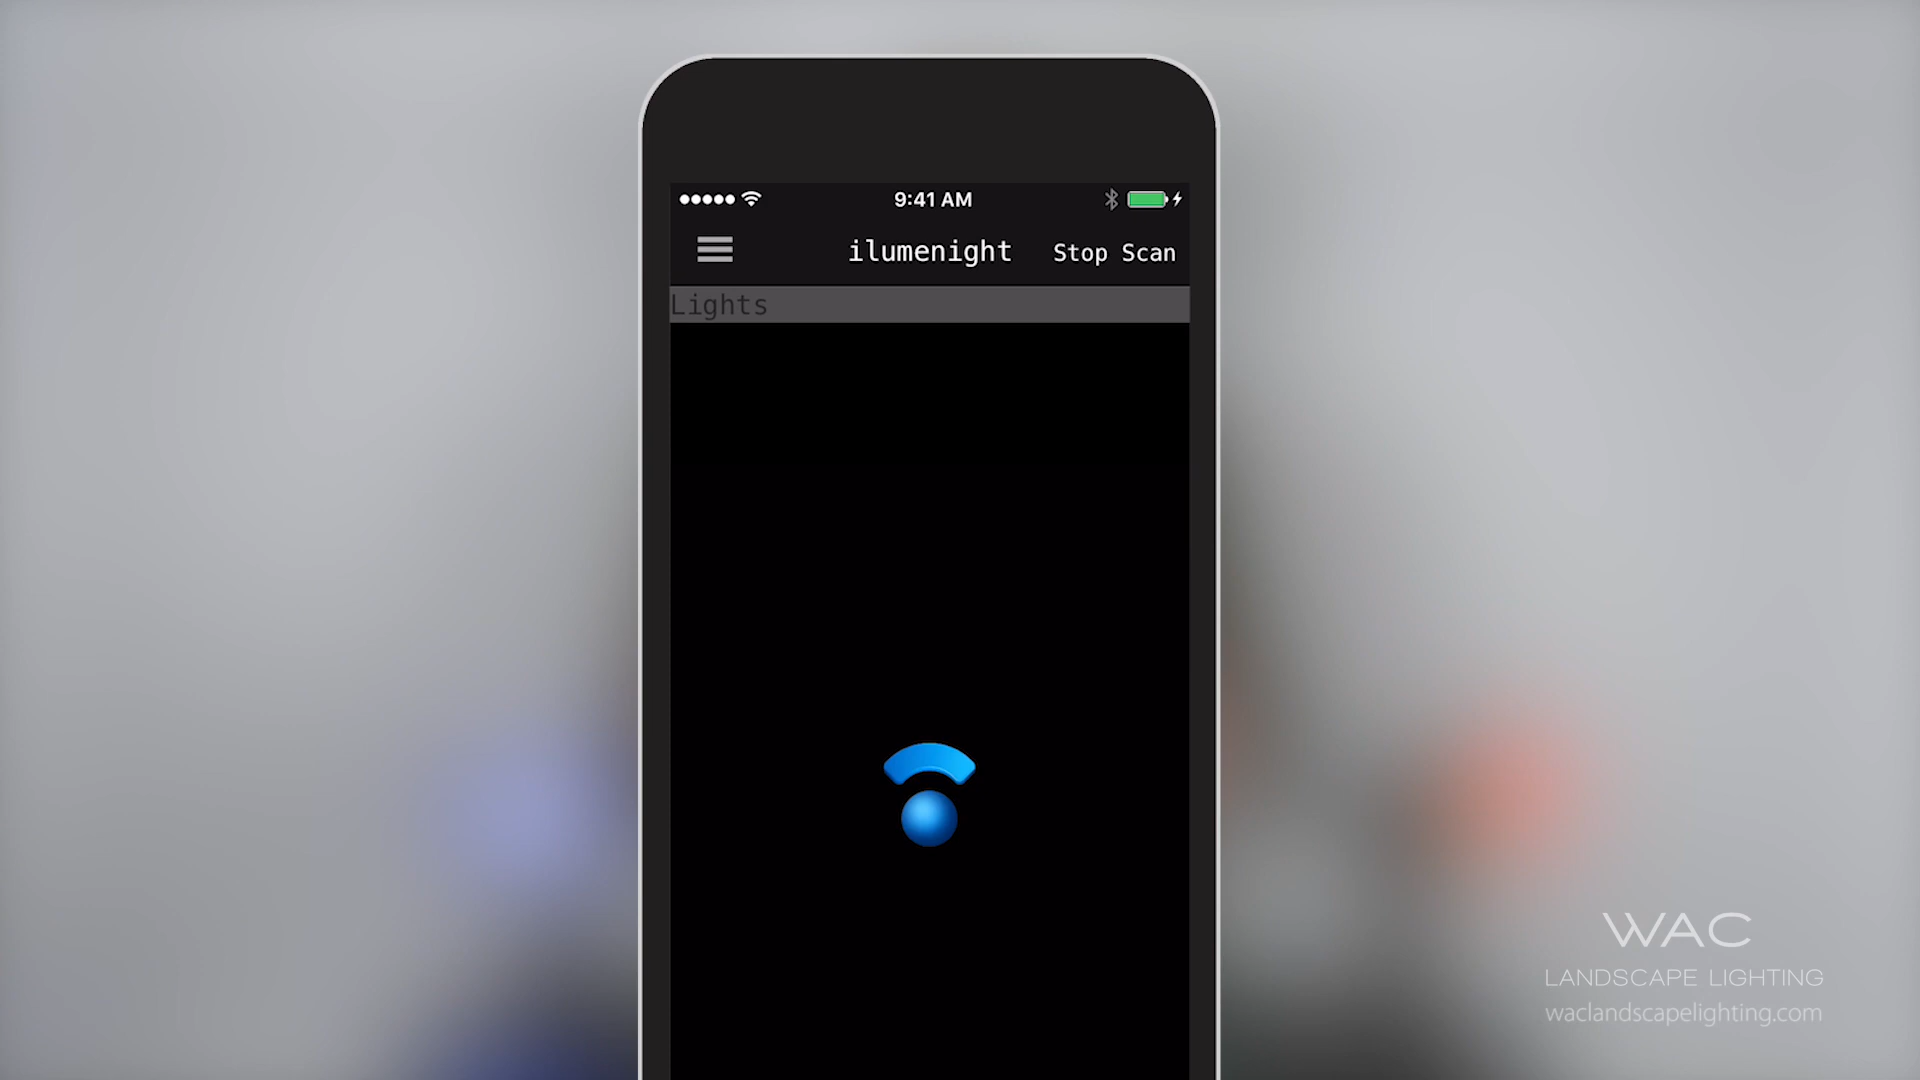 9:41 AM
ilumenight
Stop Scan
Lights
WAC
LANDSCAPE LIGHTING
waclandscapelighting.com